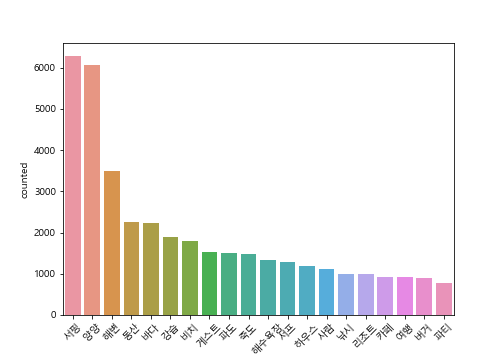 counted
6000
5000
4000
3000
2000
1000
0
서핑
양양
해변
동산
바다
강습
비치
게스트
파도
죽도
해수욕장
서프
하우스
사람
낚시
리조트
카페
여행
버거
파티